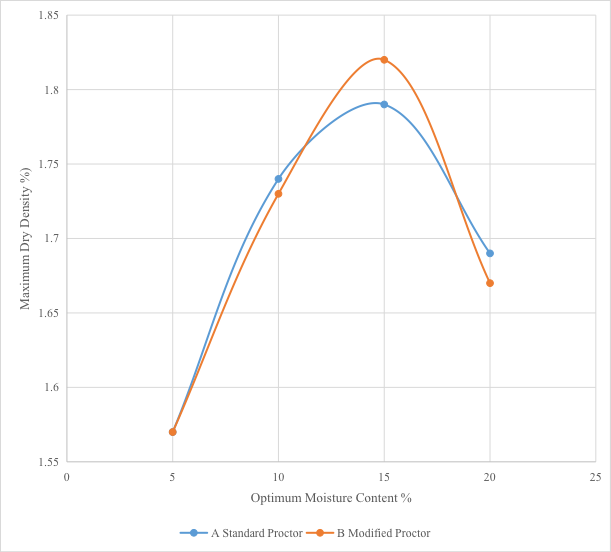 1.85
1.8
1.75
1.7
1.65
1.6
1.55
Maximum Dry Density %)
0 5 10 15 20 25
Optimum Moisture Content %
A Standard Proctor B Modified Proctor